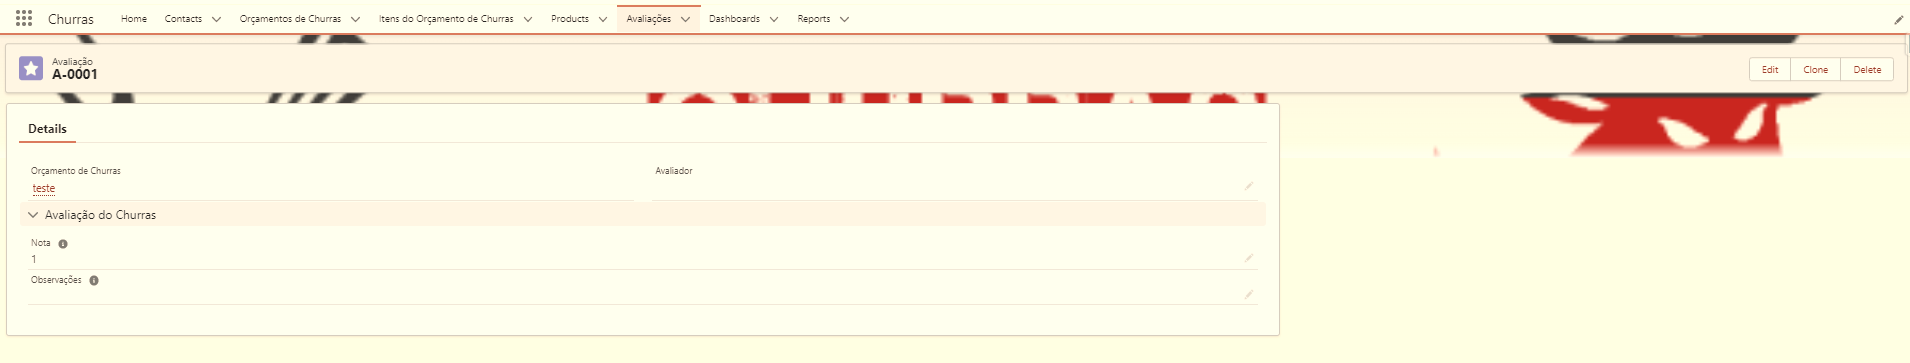 Churras
Home
Contacts
Orçamentos de Churras
Itens do Orçamento de Churras
Products
Avaliações
Dashboards
Reports
Avaliação
A-0001
Edit
Clone
Delete
Details
Orçamento de Churras
teste
Avaliador
Avaliação do Churras
Nota
1
Observações